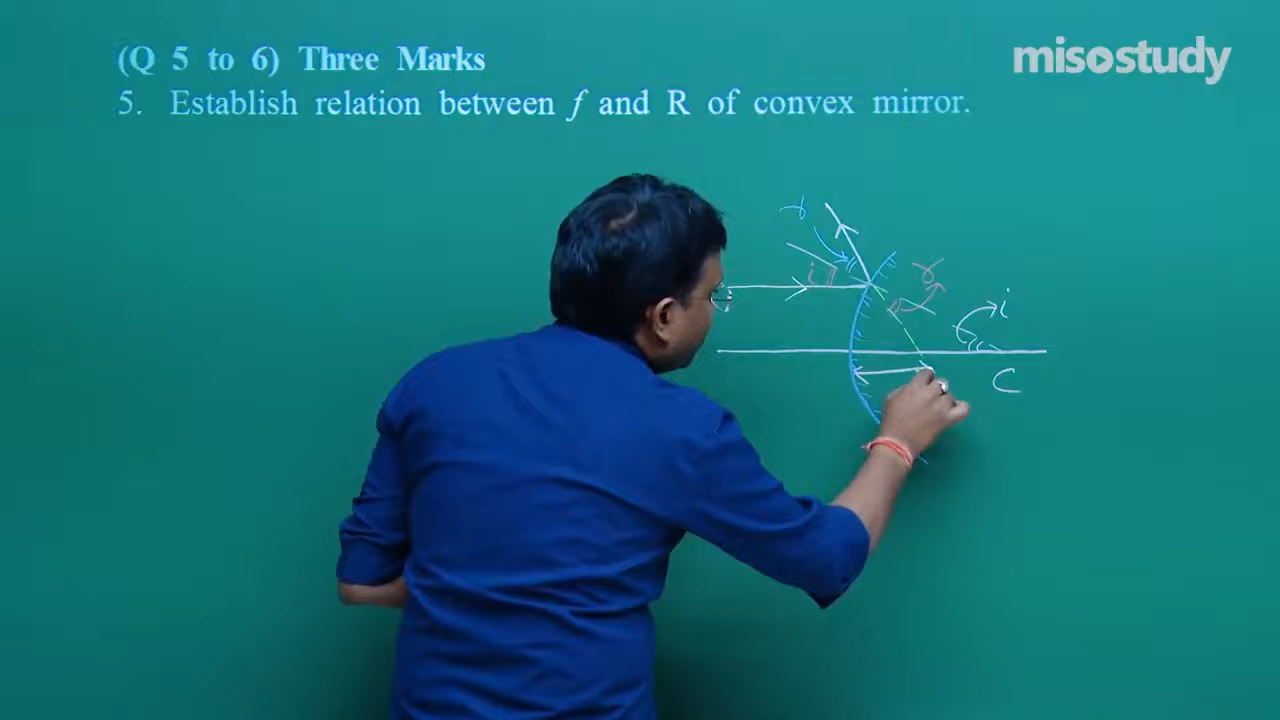 misostudy
(Q 5 to 6) Three Marks
5. Establish relation between f and R of convex mirror.
r
i
r
i
C